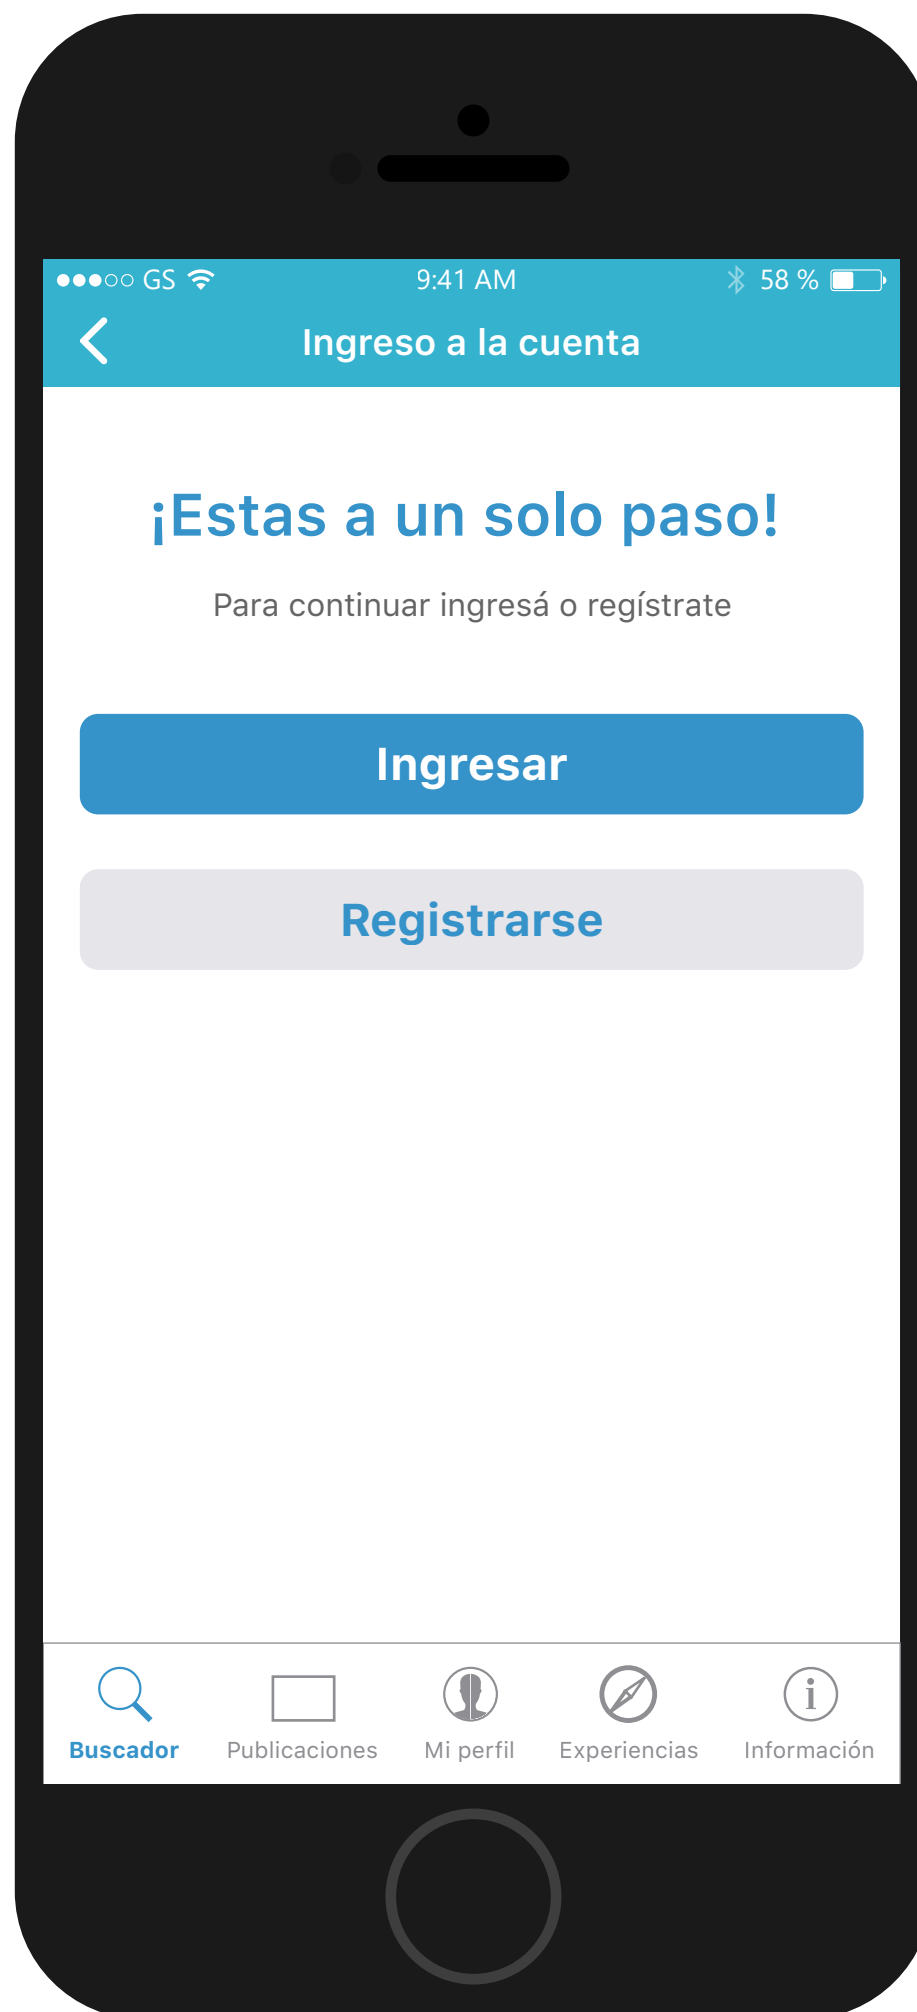 GS 9:41 AM 58 %
Ingreso a la cuenta
¡Estas a un solo paso!
Para continuar ingresá o regístrate
Ingresar
Registrarse
Buscador Publicaciones Mi perfil Experiencias Información